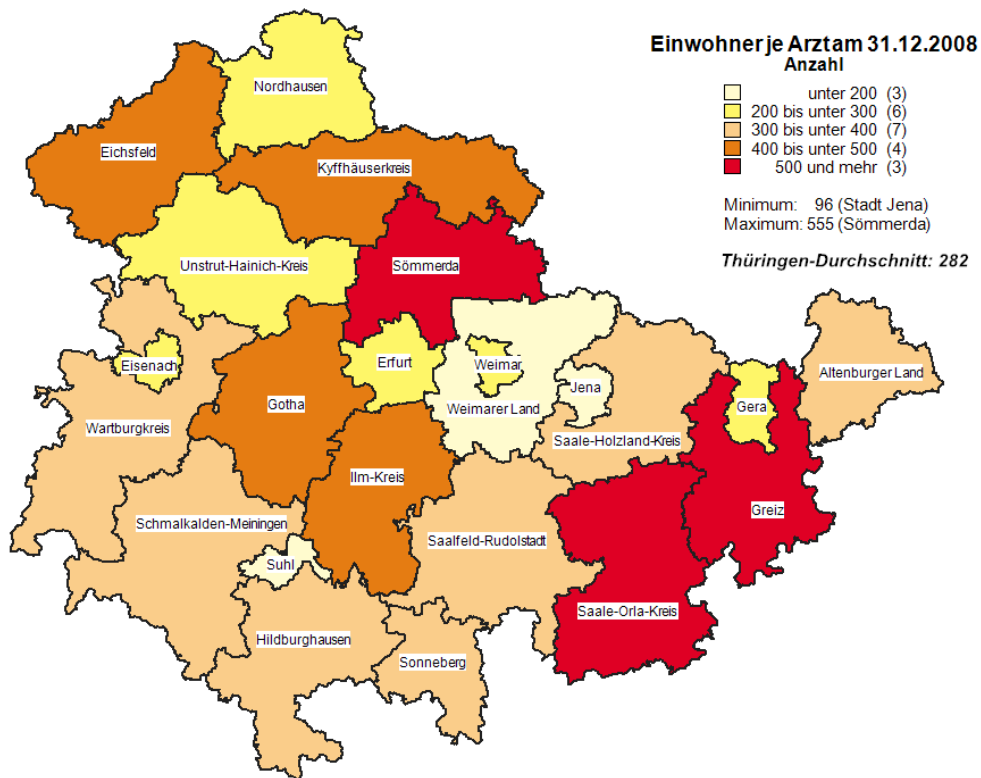 Einwohner je Arzt am 31.12.2008
Anzahl
unter 200 (3)
200 bis unter 300 (6)
300 bis unter 400 (7)
400 bis unter 500 (4)
500 und mehr (3)
Minimum: 96 (Stadt Jena)
Maximum: 555 (Sömmerda)
Thüringen-Durchschnitt: 282
Nordhausen
Eichsfeld
Kyffhäuserkreis
Unstrut-Hainich-Kreis
Sömmerda
Eisenach
Erfurt
Weimar
Altenburger Land
Jena
Gotha
Weimarer Land
Gera
Wartburgkreis
Saale-Holzland-Kreis
Ilm-Kreis
Greiz
Schmalkalden-Meiningen
Saalfeld-Rudolstadt
Suhl
Saale-Orla-Kreis
Hildburghausen
Sonneberg